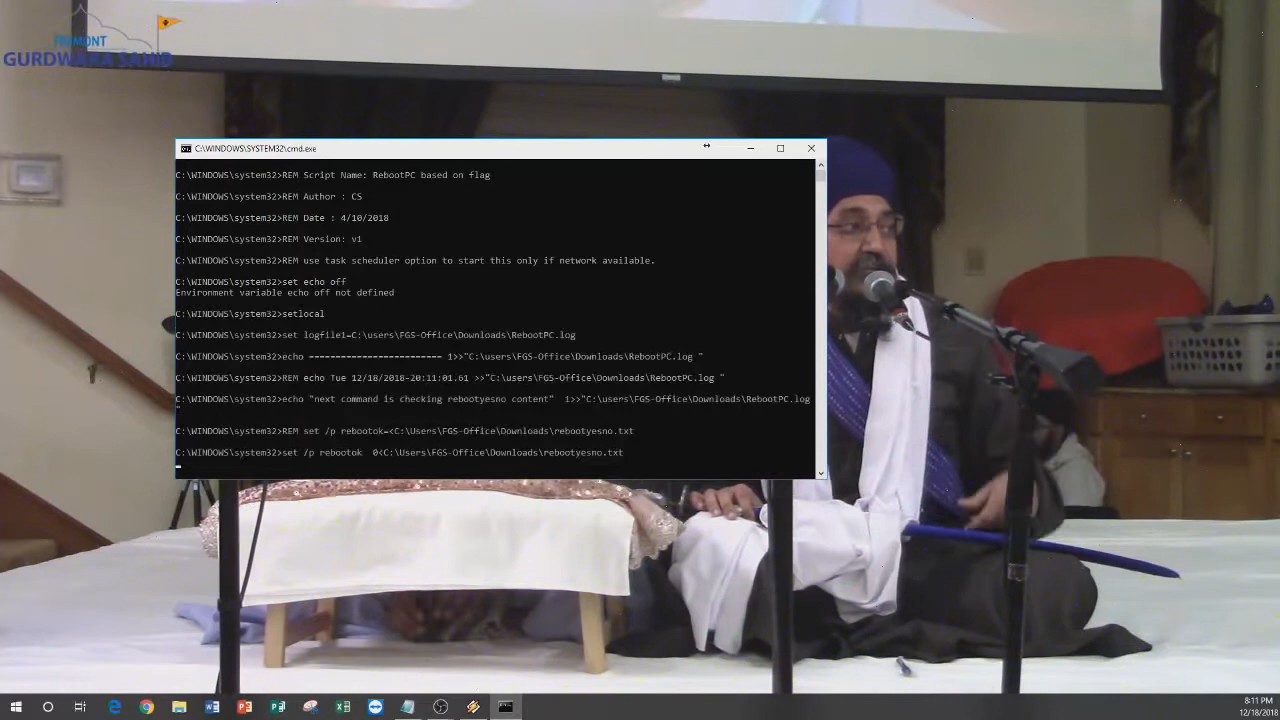 FREMONT
GURDWARA SAHIB
C:\WINDOWS\SYSTEM32\cmd.exe
C:\WINDOWS\system32>REM Script Name: RebootPC based on flag
C:\WINDOWS\system32>REM Author : CS
C:\WINDOWS\system32>REM Date : 4/10/2018
C:\WINDOWS\system32>REM Version: v1
C:\WINDOWS\system32>REM use task scheduler option to start this only if network available.
C:\WINDOWS\system32>set echo off
Environment variable echo off not defined
C:\WINDOWS\system32>setlocal
C:\WINDOWS\system32>set logfile1=C:\users\FGS-Office\Downloads\RebootPC.log
C:\WINDOWS\system32>echo ------------------------- 1>>"C:\users\FGS-Office\Downloads\RebootPC.log "
C:\WINDOWS\system32>REM echo Tue 12/18/2018-20:11:01.61 >>"C:\users\FGS-Office\Downloads\RebootPC.log "
C:\WINDOWS\system32>echo "next command is checking rebootyesno content"  1>>"C:\users\FGS-Office\Downloads\RebootPC.log
"
C:\WINDOWS\system32>REM set /p rebootok=<C:\Users\FGS-Office\Downloads\rebootyesno.txt
C:\WINDOWS\system32>set /p rebootok  0<C:\Users\FGS-Office\Downloads\rebootyesno.txt
8:11 PM
12/18/2018